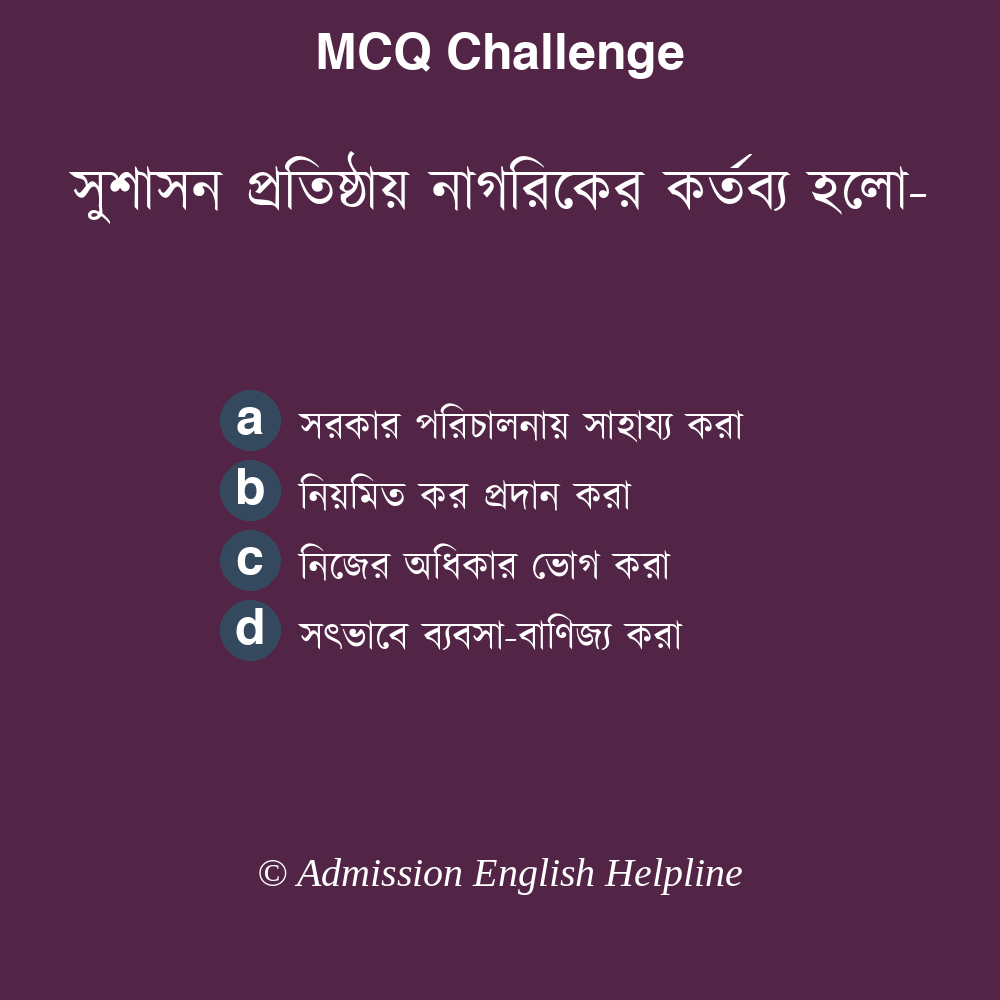 MCQ Challenge
সুশাসন প্রতিষ্ঠায় নাগরিকের কর্তব্য হলো-
a সরকার পরিচালনায় সাহায্য করা
b নিয়মিত কর প্রদান করা
c নিজের অধিকার ভোগ করা
d সৎভাবে ব্যবসা-বাণিজ্য করা
© Admission English Helpline